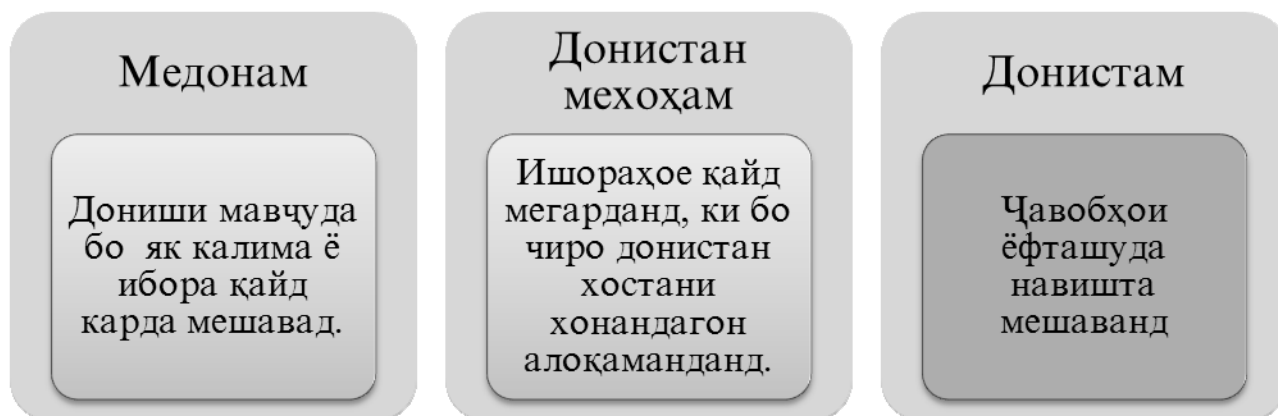 Медонам
Дониши мавҷуда
бо як калима ё
ибора қайд
карда мешавад.
Донистан
мехоҳам
Ишораҳое қайд
мегарданд, ки бо
чиро донистан
хостани
хонандагон
алоқаманданд.
Донистам
Ҷавобҳои
ёфташуда
навишта
мешаванд